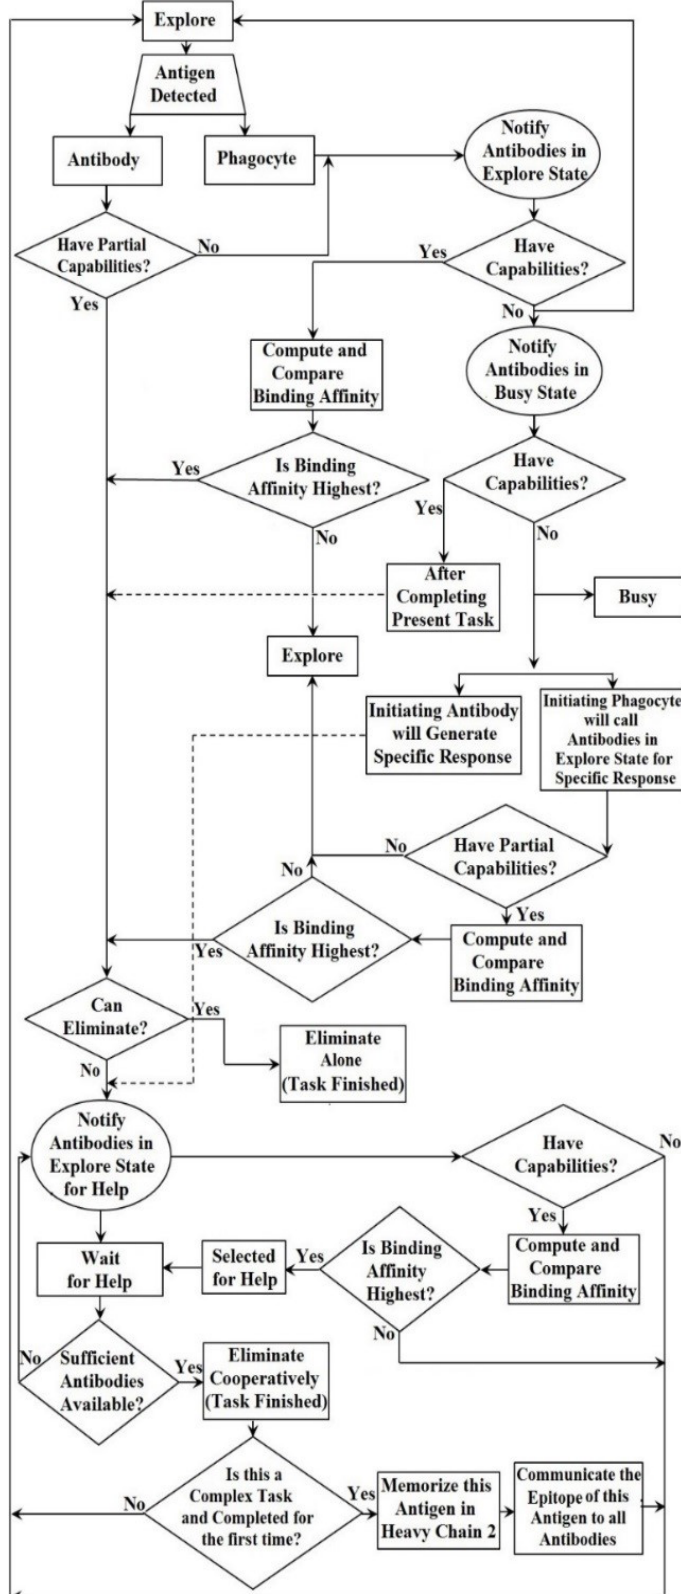 Explore
Antigen
Detected
Antibody
Phagocyte
Notify
Antibodies in
Explore State
Have Partial
Capabilities?
No
Yes
Have
Capabilities?
Yes
No
Compute and
Compare
Binding Affinity
Notify
Antibodies in
Busy State
Is Binding
Affinity Highest?
Yes
No
Have
Capabilities?
Yes
No
After
Completing
Present Task
Busy
Explore
Initiating Antibody
will Generate
Specific Response
Initiating Phagocyte
will call
Antibodies in
Explore State for
Specific Response
Have Partial
Capabilities?
No
Yes
Is Binding
Affinity Highest?
No
Yes
Compute and
Compare
Binding Affinity
Can
Eliminate?
Yes
No
Eliminate
Alone
(Task Finished)
Notify
Antibodies in
Explore State
for Help
Have
Capabilities?
No
Yes
Wait
for Help
Selected
for Help
Yes
Is Binding
Affinity
Highest?
No
Compute and
Compare
Binding Affinity
Sufficient
Antibodies
Available?
No
Yes
Eliminate
Cooperatively
(Task Finished)
Is this a
Complex Task
and Completed for
the first time?
No
Yes
Memorize this
Antigen in
Heavy Chain 2
Communicate the
Epitope of this
Antigen to all
Antibodies